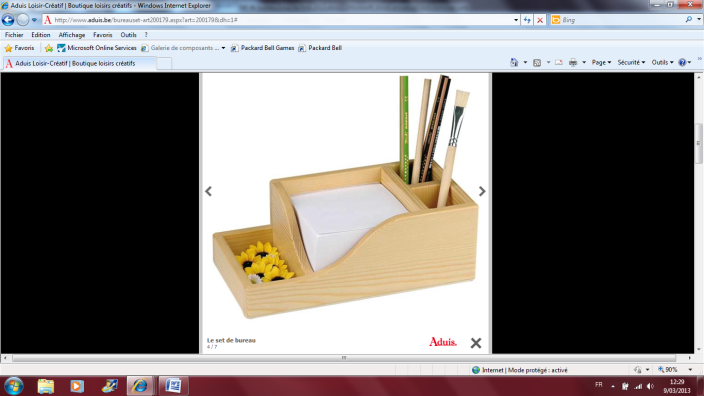 Aduis Loisir-Créatif | Boutique loisirs créatifs - Windows Internet Explorer
http://www.aduis.be/bureauset-art200179.aspx?art=200179&dh=1#
Bing
Fichier Edition Affichage Favoris Outils ?
Favoris Microsoft Online Services Galerie de composants ... Packard Bell Games Packard Bell
Aduis Loisir-Créatif | Boutique loisirs créatifs
Page Sécurité Outils
Le set de bureau
4 / 7
Aduis.
Internet | Mode protégé : activé
90%
FR
12:29
9/03/2013